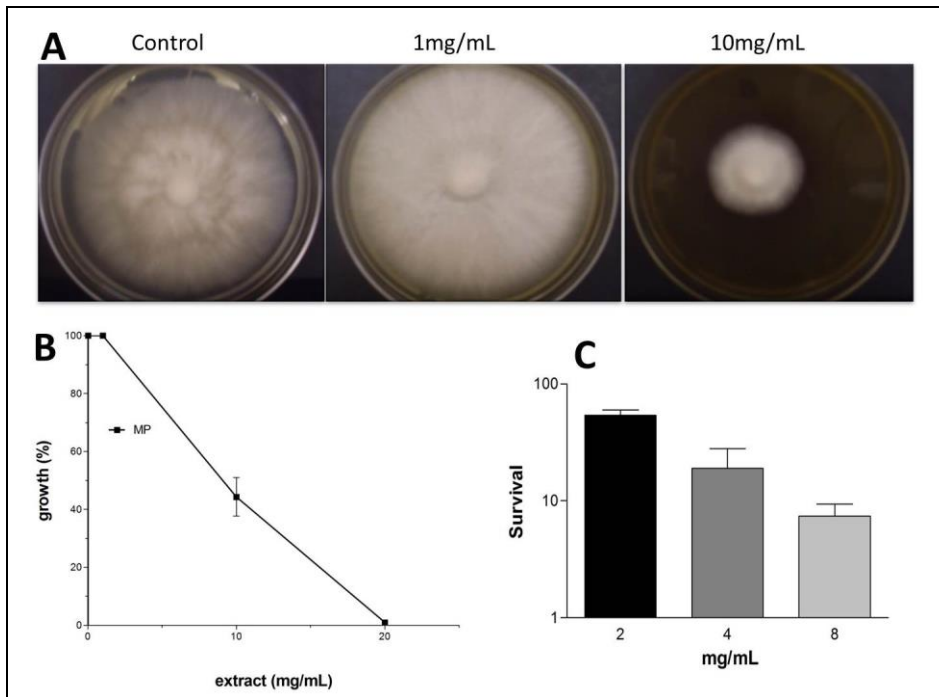 A
Control
1mg/mL
10mg/mL
B
100
80
60
40
20
0
growth (%)
MP
0
10
20
extract (mg/mL)
C
100
10
1
Survival
2
4
8
mg/mL